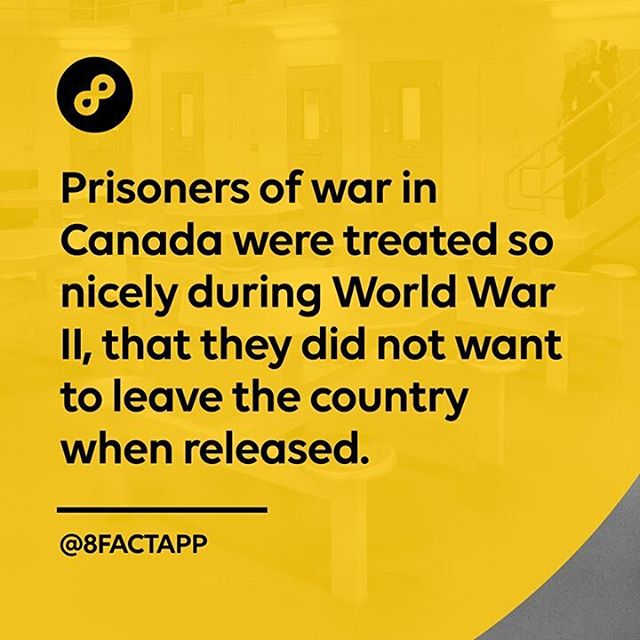 Prisoners of war in
Canada were treated so
nicely during World War
II, that they did not want
to leave the country
when released.
@8FACTAPP